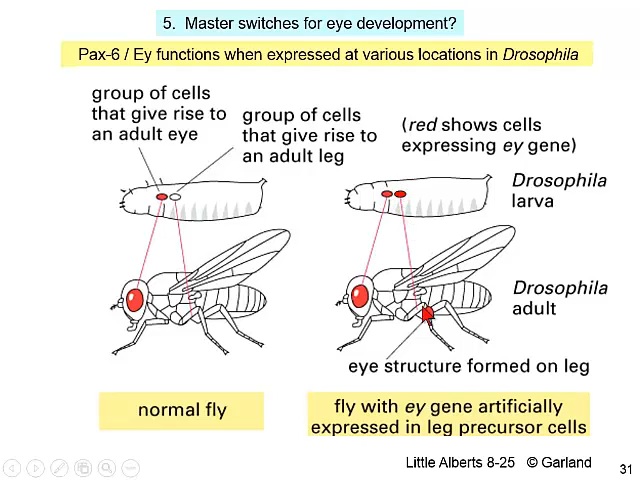 5. Master switches for eye development?
Pax-6 / Ey functions when expressed at various locations in Drosophila
group of cells
that give rise to
an adult eye
group of cells
that give rise to
an adult leg
(red shows cells
expressing ey gene)
Drosophila
larva
Drosophila
adult
eye structure formed on leg
normal fly
fly with ey gene artificially
expressed in leg precursor cells
Little Alberts 8-25 © Garland
31